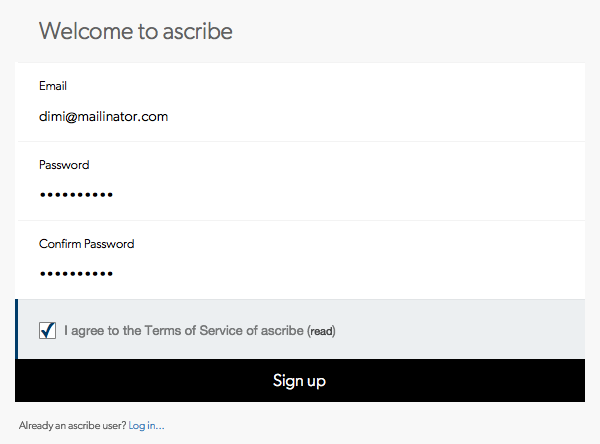 Welcome to ascribe
Email
dimi@mailinator.com
Password
••••••••••
Confirm Password
••••••••••
I agree to the Terms of Service of ascribe (read)
Sign up
Already an ascribe user? Log in...